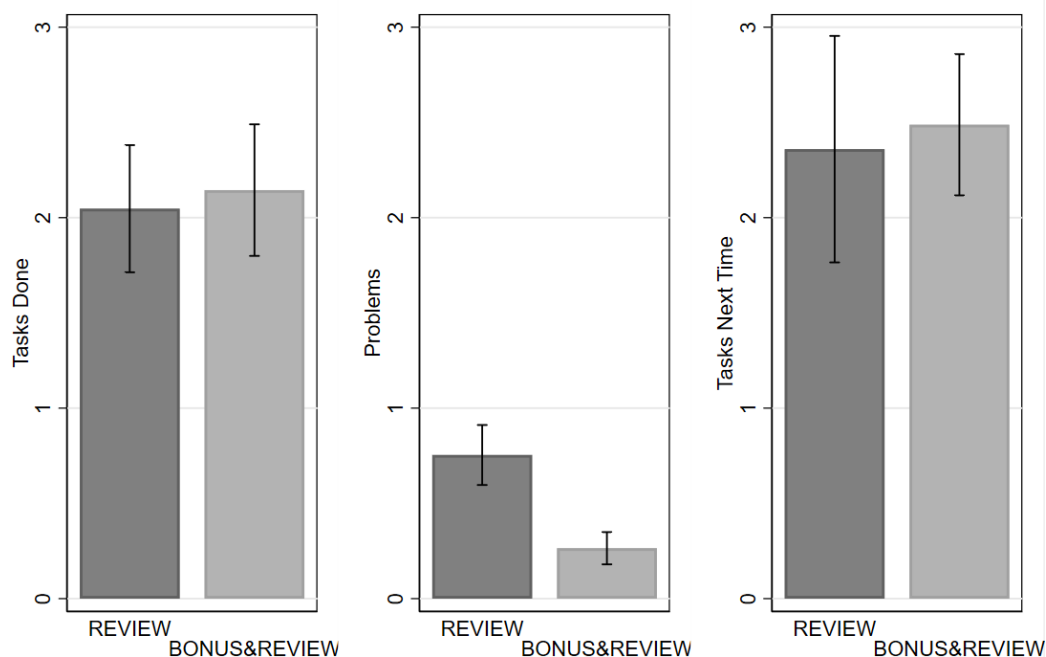 Tasks Done
3
2
1
0
REVIEW
BONUS&REVIEW
Problems
3
2
1
0
REVIEW
BONUS&REVIEW
Tasks Next Time
3
2
1
0
REVIEW
BONUS&REVIEW